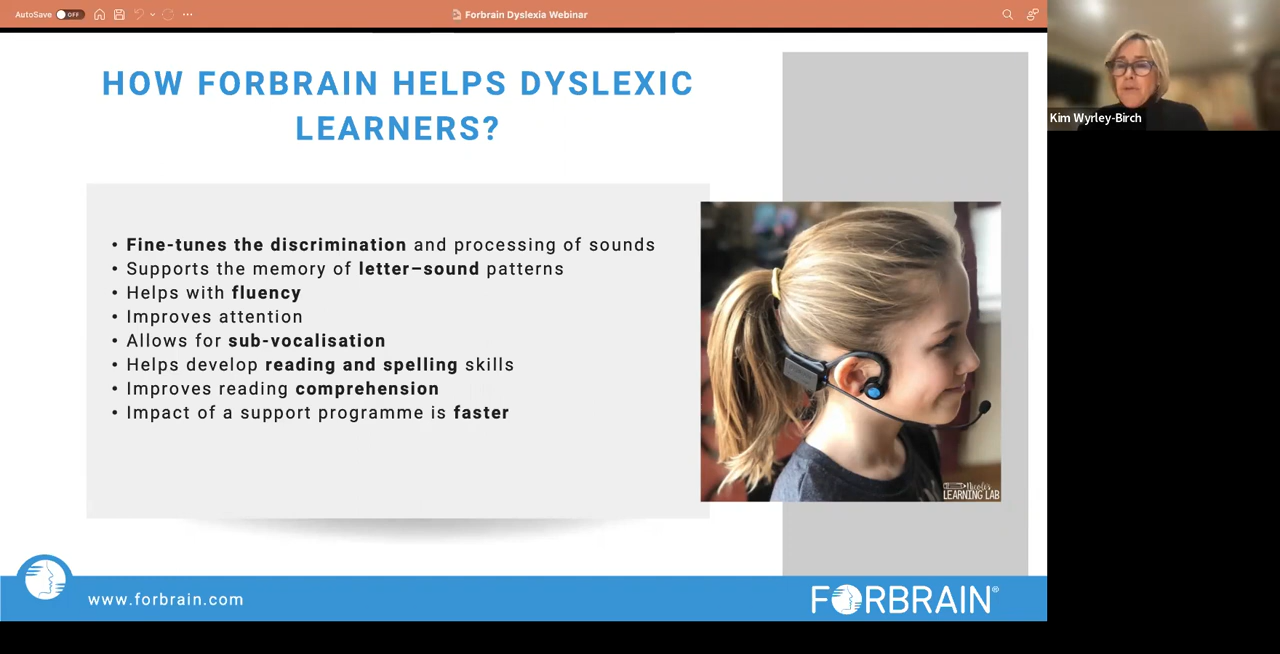 AutoSave OFF
Forbrain Dyslexia Webinar
Kim Wyrley-Birch
HOW FORBRAIN HELPS DYSLEXIC
LEARNERS?
• Fine-tunes the discrimination and processing of sounds
• Supports the memory of letter–sound patterns
• Helps with fluency
• Improves attention
• Allows for sub-vocalisation
• Helps develop reading and spelling skills
• Improves reading comprehension
• Impact of a support programme is faster
Nicole's
LEARNING LAB
www.forbrain.com
FORBRAIN®